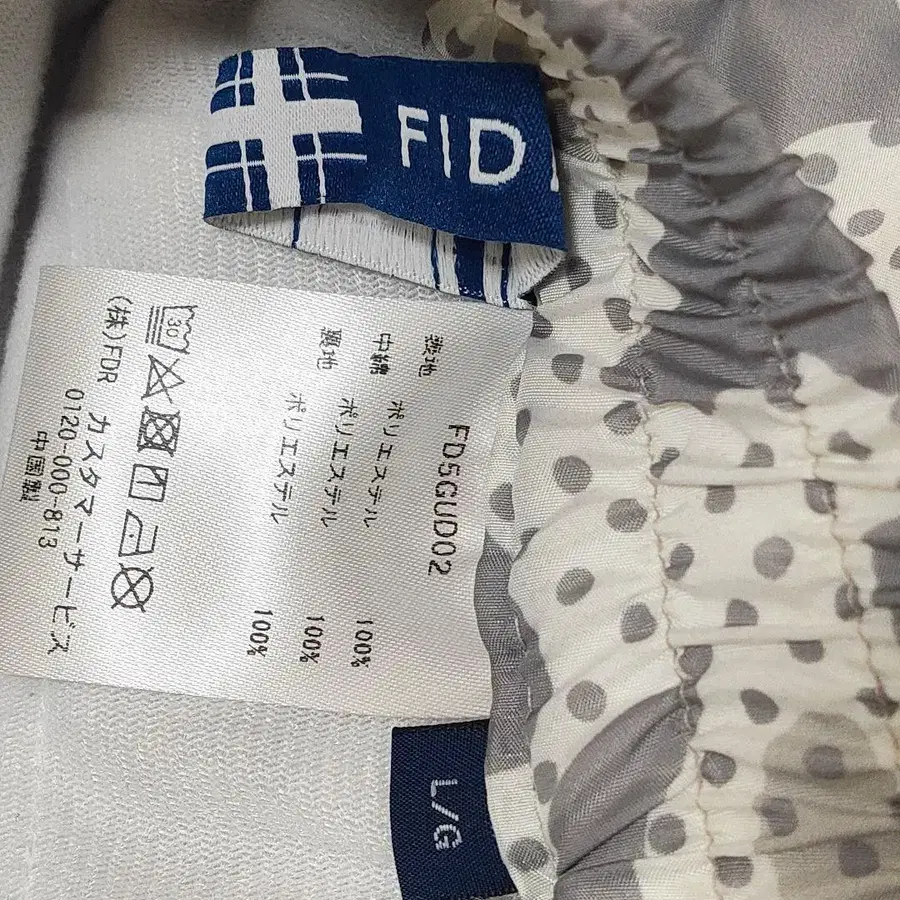 FID
FD5GUD02
表地 ポリエステル 100%
中綿 ポリエステル 100%
裏地 ポリエステル 100%
30
(株)FDR カスタマーサービス
0120-000-813
中国製
L/G